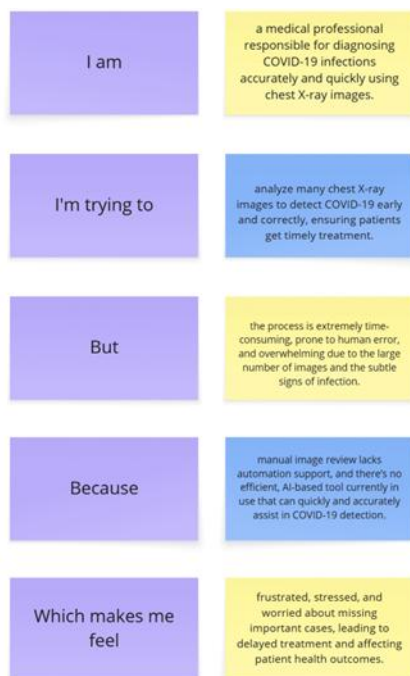 I am
a medical professional
responsible for diagnosing
COVID-19 infections
accurately and quickly using
chest X-ray images.
I'm trying to
analyze many chest X-ray
images to detect COVID-19 early
and correctly, ensuring patients
get timely treatment.
But
the process is extremely time-
consuming, prone to human error,
and overwhelming due to the large
number of images and the subtle
signs of infection.
Because
manual image review lacks
automation support, and there's no
efficient, AI-based tool currently in
use that can quickly and accurately
assist in COVID-19 detection.
Which makes me
feel
frustrated, stressed, and
worried about missing
important cases, leading to
delayed treatment and affecting
patient health outcomes.